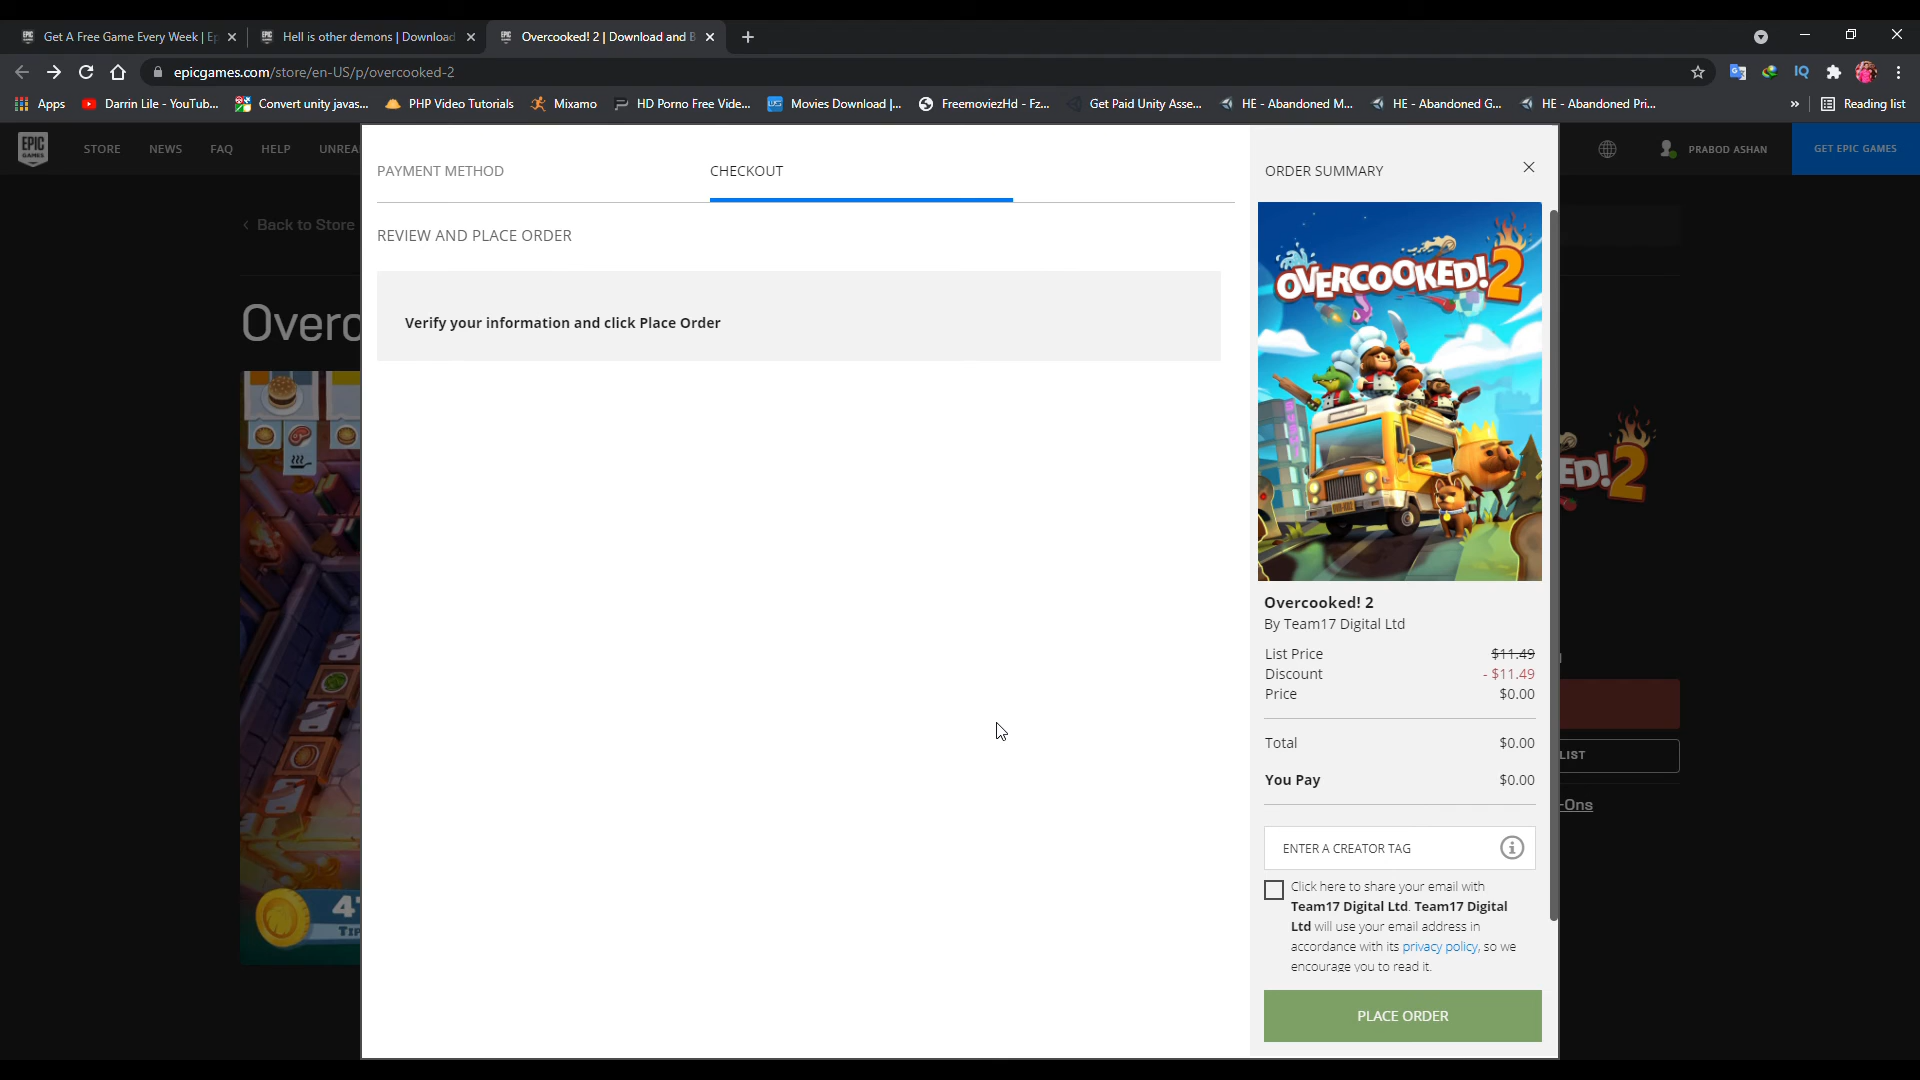 Get A Free Game Every Week | Ep
Hell is other demons | Download
Overcooked! 2 | Download and B
epicgames.com/store/en-US/p/overcooked-2
Apps
Darrin Lile - YouTub...
Convert unity javas...
PHP Video Tutorials
Mixamo
HD Porno Free Vide...
Movies Download |...
FreemoviezHd - Fz...
Get Paid Unity Asse...
HE - Abandoned M...
HE - Abandoned G...
HE - Abandoned Pri...
»
Reading list
EPIC GAMES
STORE
NEWS
FAQ
HELP
UNREA
PRABOD ASHAN
GET EPIC GAMES
Back to Store
Overc
PAYMENT METHOD
CHECKOUT
REVIEW AND PLACE ORDER
Verify your information and click Place Order
ORDER SUMMARY
OVERCOOKED! 2
ED! 2
Overcooked! 2
By Team17 Digital Ltd
List Price $11.49
Discount - $11.49
Price $0.00
Total $0.00
You Pay $0.00
LIST
-Ons
ENTER A CREATOR TAG
Click here to share your email with
Team17 Digital Ltd. Team17 Digital
Ltd will use your email address in
accordance with its privacy policy, so we
encourage you to read it.
PLACE ORDER